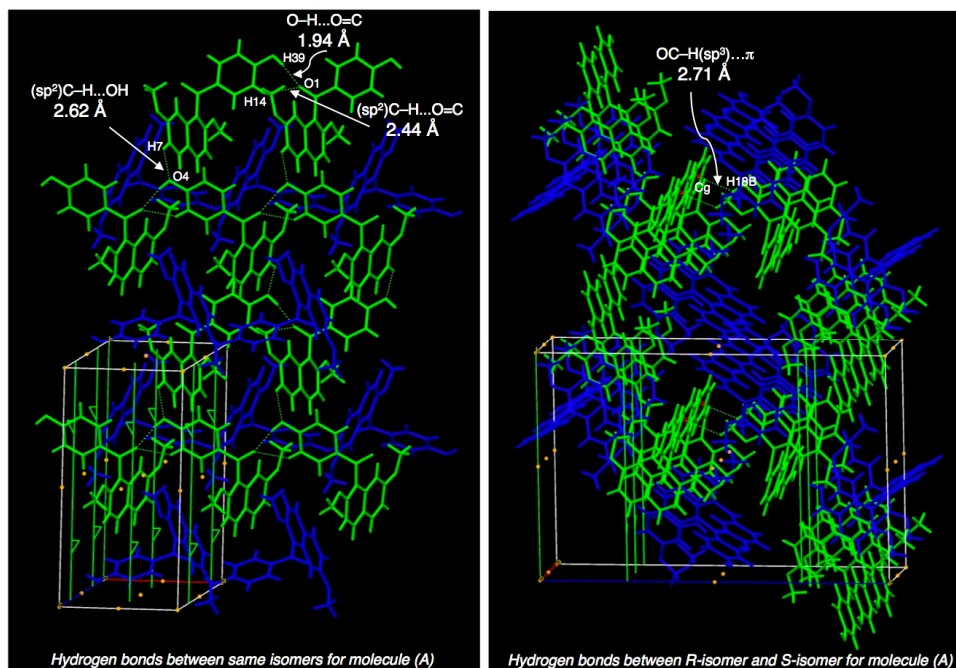 O–H...O=C
1.94 Å
H39
O1
(sp²)C–H...OH
2.62 Å
H14
(sp²)C–H...O=C
2.44 Å
H7
O4
Hydrogen bonds between same isomers for molecule (A)
OC–H(sp³)...π
2.71 Å
Cg
H18B
Hydrogen bonds between R-isomer and S-isomer for molecule (A)